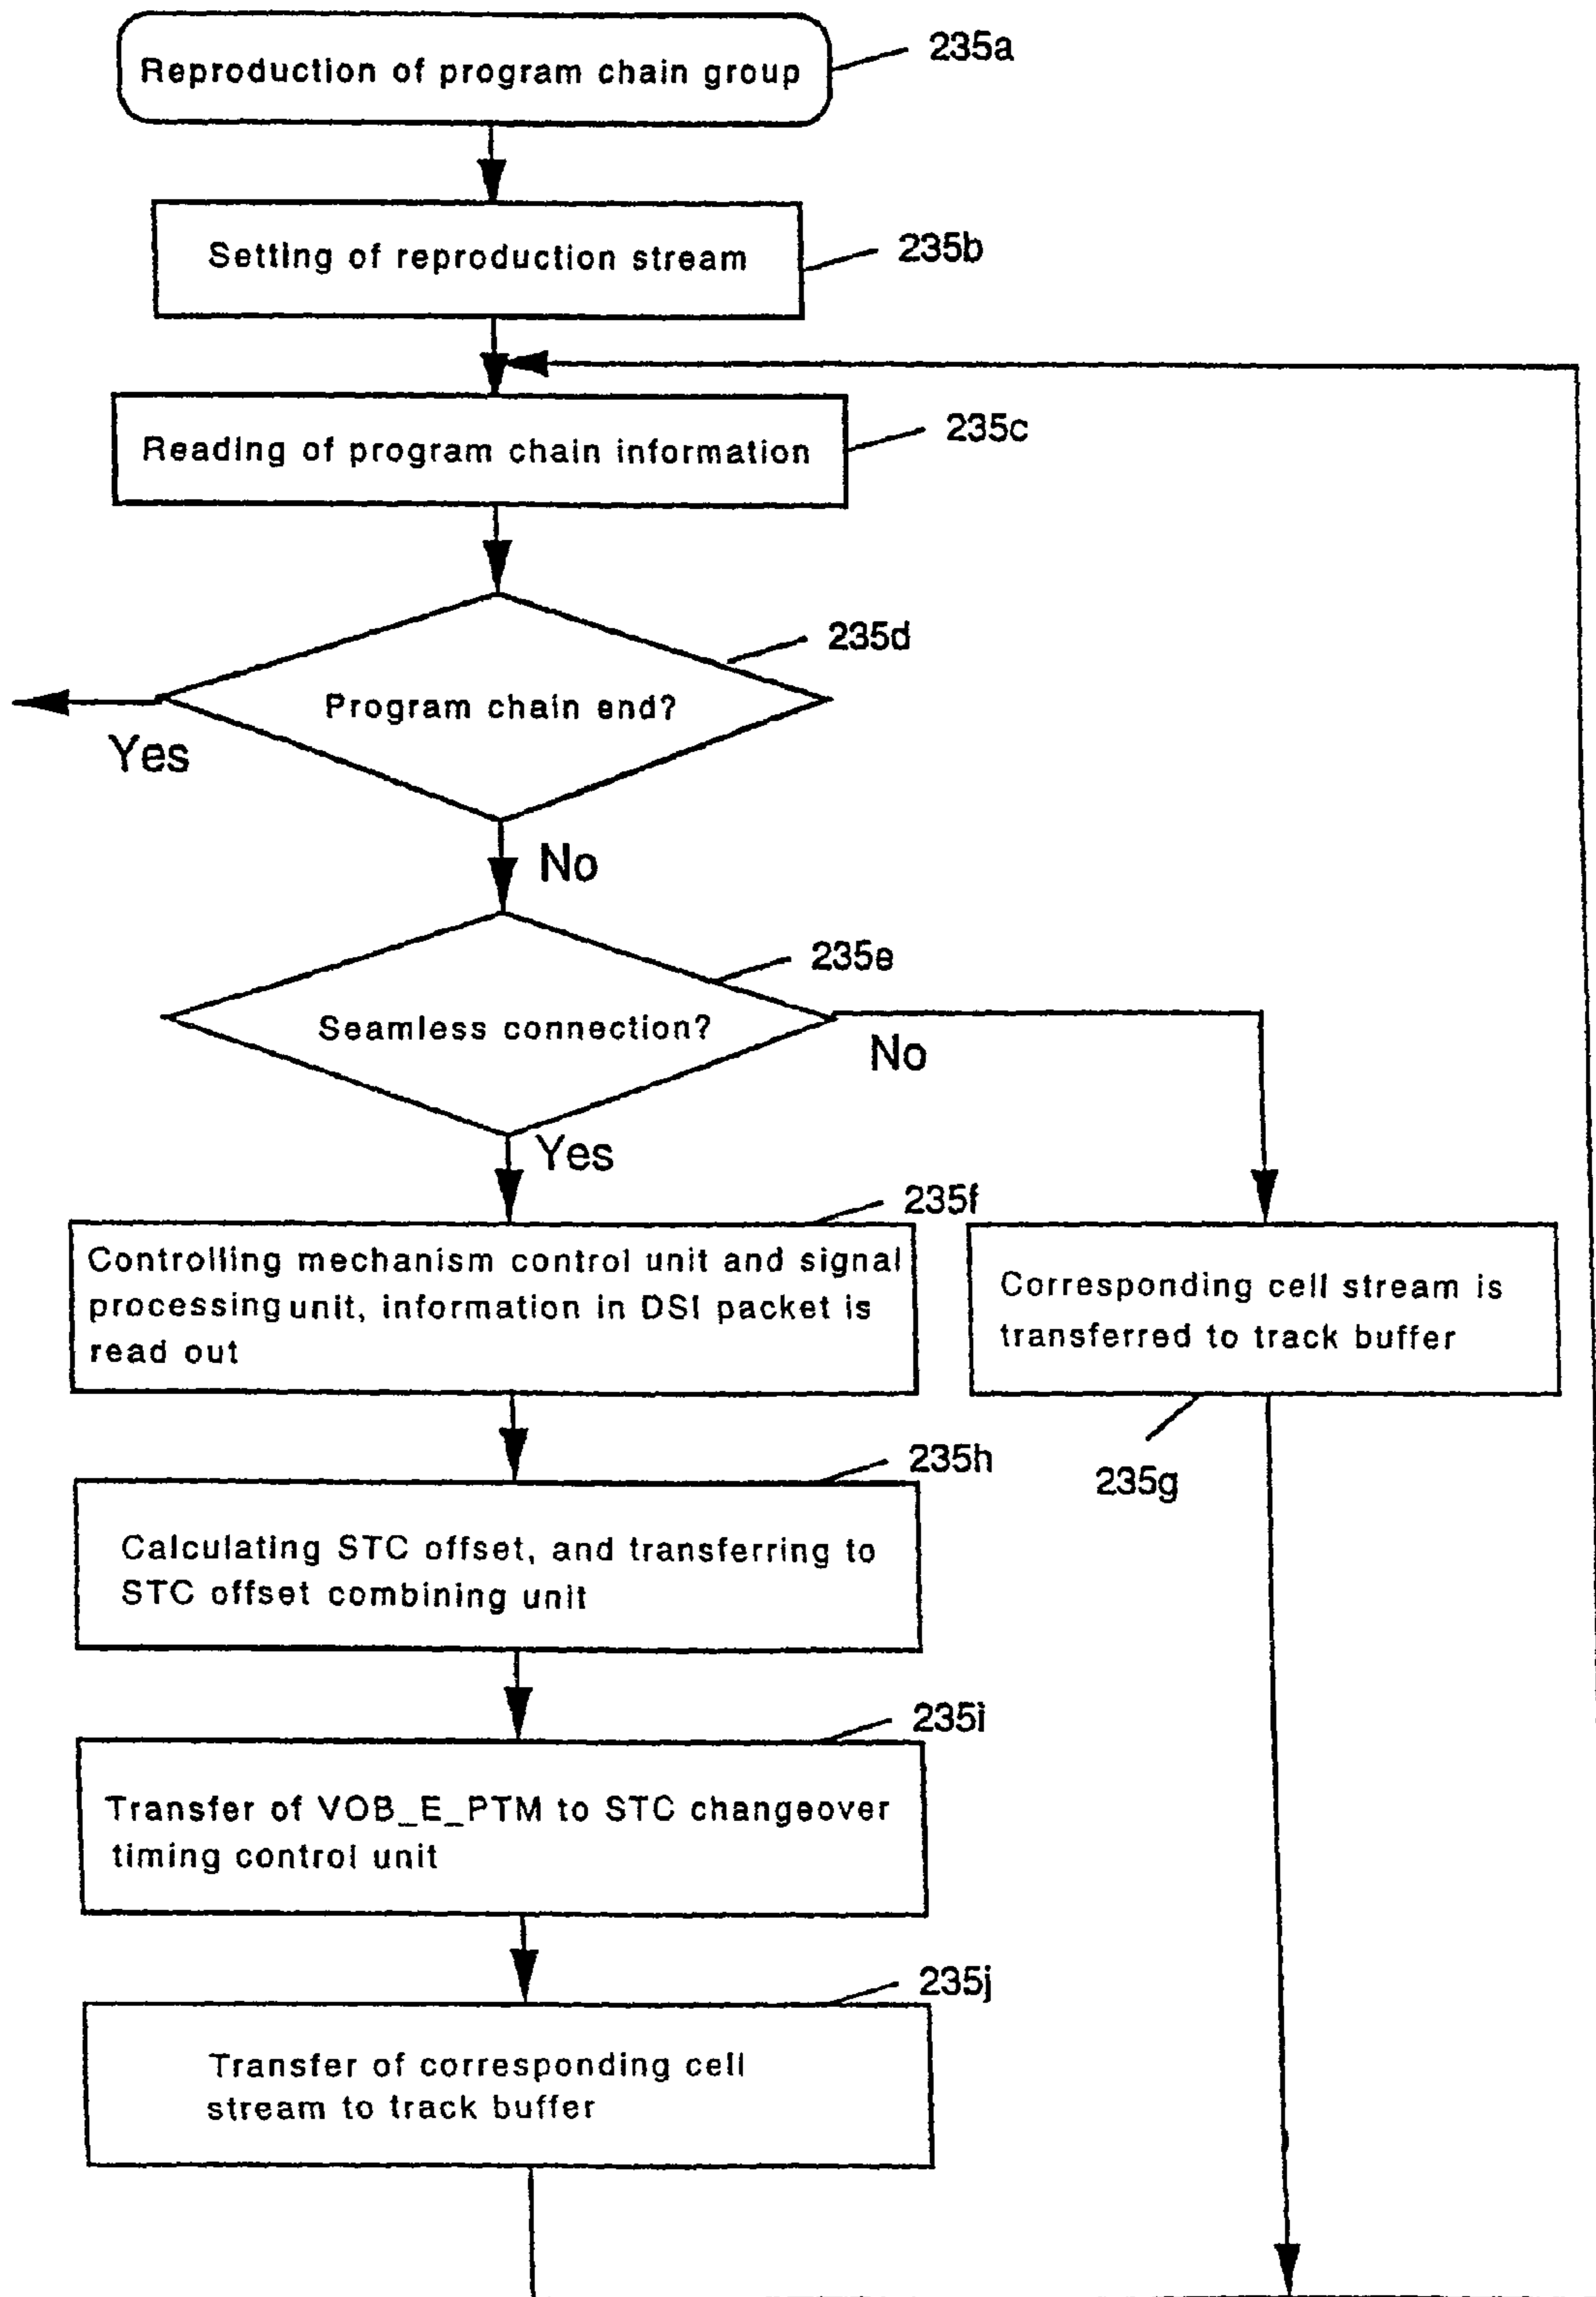 Reproduction of program chain group
235a
Setting of reproduction stream
235b
Reading of program chain information
235c
235d
Program chain end?
Yes
No
235e
Seamless connection?
No
Yes
235f
Controlling mechanism control unit and signal
processing unit, information in DSI packet is
read out
Corresponding cell stream is
transferred to track buffer
235g
235h
Calculating STC offset, and transferring to
STC offset combining unit
235i
Transfer of VOB_E_PTM to STC changeover
timing control unit
235j
Transfer of corresponding cell
stream to track buffer